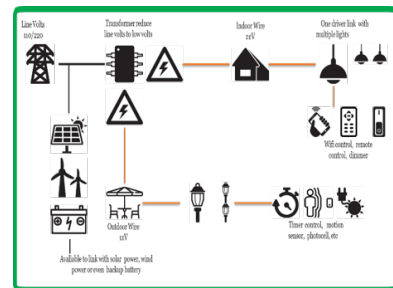 Line Volts
110/220
Transformer reduce
line volts to low volts
Indoor Wire
12V
One driver link with
multiple lights
Wifi control, remote
control, dimmer
Outdoor Wire
12V
Timer control, motion
sensor, photocell, etc
Available to link with solar power, wind
power or even backup battery